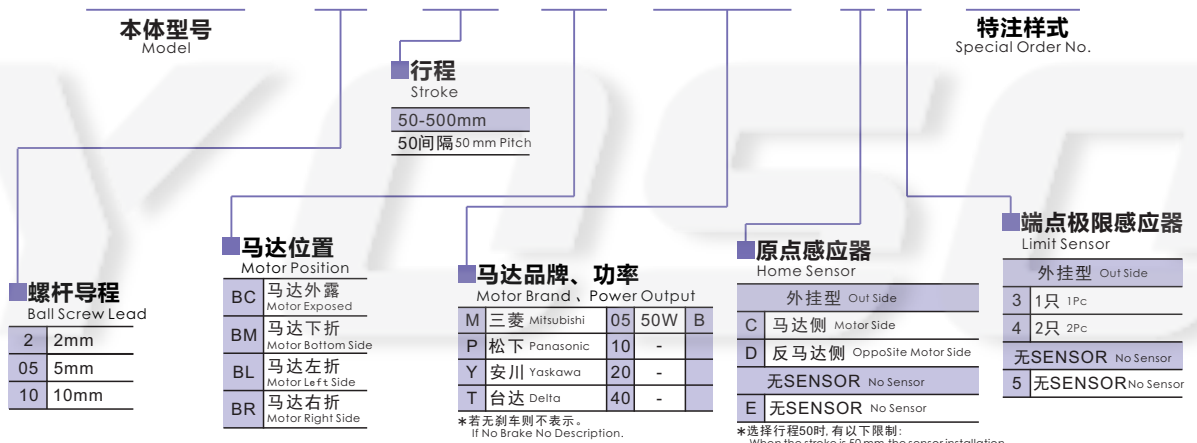 本体型号
Model
特注样式
Special Order No.
行程
Stroke
50-500mm
50间隔50 mm Pitch
螺杆导程
Ball Screw Lead
2 2mm
05 5mm
10 10mm
马达位置
Motor Position
BC 马达外露
Motor Exposed
BM 马达下折
Motor Bottom Side
BL 马达左折
Motor Left Side
BR 马达右折
Motor Right Side
马达品牌、功率
Motor Brand、Power Output
M 三菱 Mitsubishi 05 50W B
P 松下 Panasonic 10 -
Y 安川 Yaskawa 20 -
T 台达 Delta 40 -
*若无刹车则不表示。
If No Brake No Description.
原点感应器
Home Sensor
外挂型 Out Side
C 马达侧 Motor Side
D 反马达侧 OppoSite Motor Side
无SENSOR No Sensor
E 无SENSOR No Sensor
*选择行程50时, 有以下限制:
When the stroke is 50 mm the sensor installation
端点极限感应器
Limit Sensor
外挂型 Out Side
3 1只 1Pc
4 2只 2Pc
无SENSOR No Sensor
5 无SENSOR No Sensor